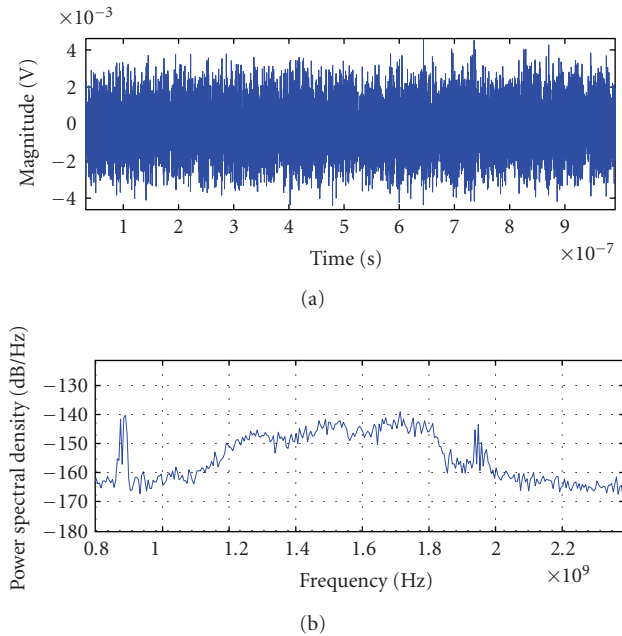 ×10−3
Magnitude (V)
4
2
0
−2
−4
1 2 3 4 5 6 7 8 9
Time (s)
×10−7
(a)
Power spectral density (dB/Hz)
−130
−140
−150
−160
−170
−180
0.8 1 1.2 1.4 1.6 1.8 2 2.2
Frequency (Hz)
×109
(b)